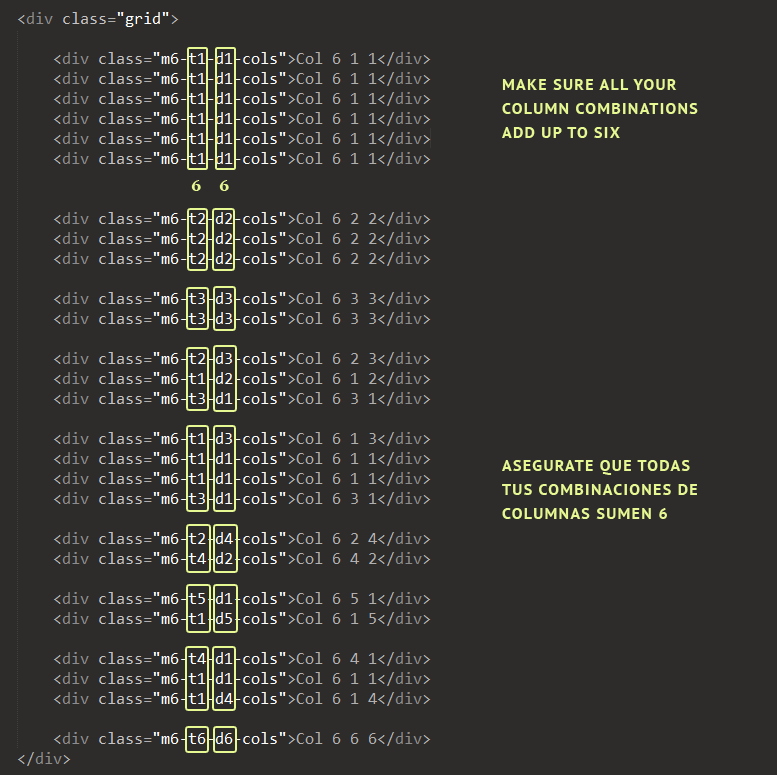 <div class="grid">
<div class="m6-t1-d1-cols">Col 6 1 1</div>
<div class="m6-t1-d1-cols">Col 6 1 1</div>
<div class="m6-t1-d1-cols">Col 6 1 1</div>
<div class="m6-t1-d1-cols">Col 6 1 1</div>
<div class="m6-t1-d1-cols">Col 6 1 1</div>
<div class="m6-t1-d1-cols">Col 6 1 1</div>
6 6
MAKE SURE ALL YOUR
COLUMN COMBINATIONS
ADD UP TO SIX
<div class="m6-t2-d2-cols">Col 6 2 2</div>
<div class="m6-t2-d2-cols">Col 6 2 2</div>
<div class="m6-t2-d2-cols">Col 6 2 2</div>
<div class="m6-t3-d3-cols">Col 6 3 3</div>
<div class="m6-t3-d3-cols">Col 6 3 3</div>
<div class="m6-t2-d3-cols">Col 6 2 3</div>
<div class="m6-t1-d2-cols">Col 6 1 2</div>
<div class="m6-t3-d1-cols">Col 6 3 1</div>
<div class="m6-t1-d3-cols">Col 6 1 3</div>
<div class="m6-t1-d1-cols">Col 6 1 1</div>
<div class="m6-t1-d1-cols">Col 6 1 1</div>
<div class="m6-t3-d1-cols">Col 6 3 1</div>
ASEGURATE QUE TODAS
TUS COMBINACIONES DE
COLUMNAS SUMEN 6
<div class="m6-t2-d4-cols">Col 6 2 4</div>
<div class="m6-t4-d2-cols">Col 6 4 2</div>
<div class="m6-t5-d1-cols">Col 6 5 1</div>
<div class="m6-t1-d5-cols">Col 6 1 5</div>
<div class="m6-t4-d1-cols">Col 6 4 1</div>
<div class="m6-t1-d1-cols">Col 6 1 1</div>
<div class="m6-t1-d4-cols">Col 6 1 4</div>
<div class="m6-t6-d6-cols">Col 6 6 6</div>
</div>